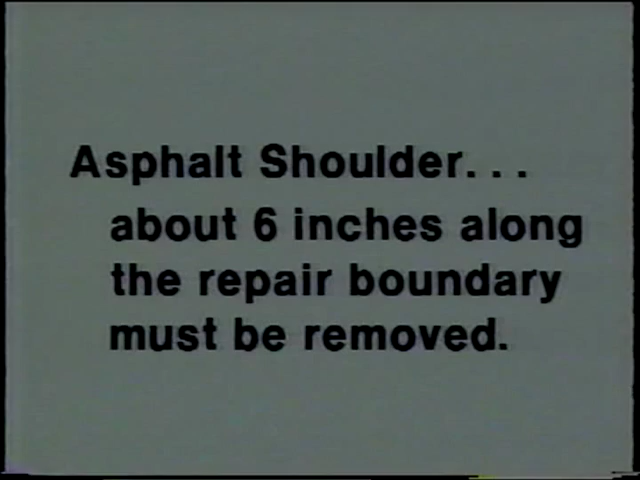 Asphalt Shoulder...
about 6 inches along
the repair boundary
must be removed.